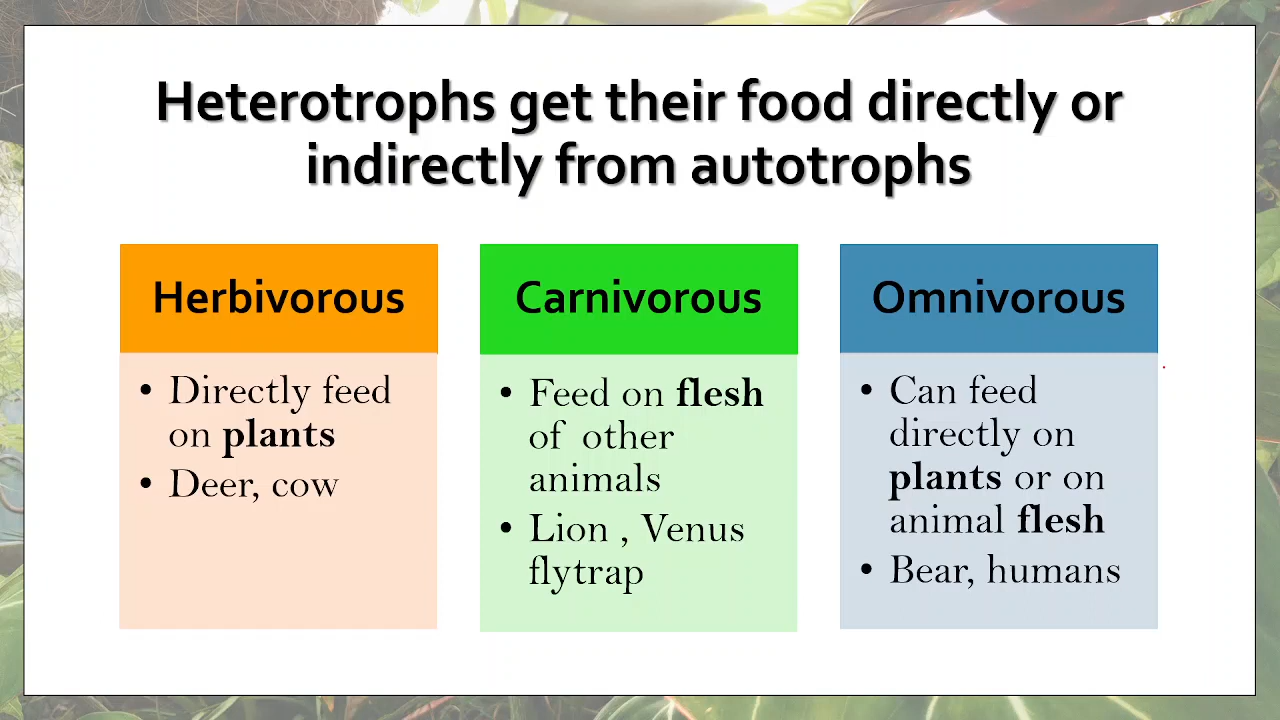 Heterotrophs get their food directly or
indirectly from autotrophs
Herbivorous
• Directly feed
on plants
• Deer, cow
Carnivorous
• Feed on flesh
of other
animals
• Lion , Venus
flytrap
Omnivorous
• Can feed
directly on
plants or on
animal flesh
• Bear, humans